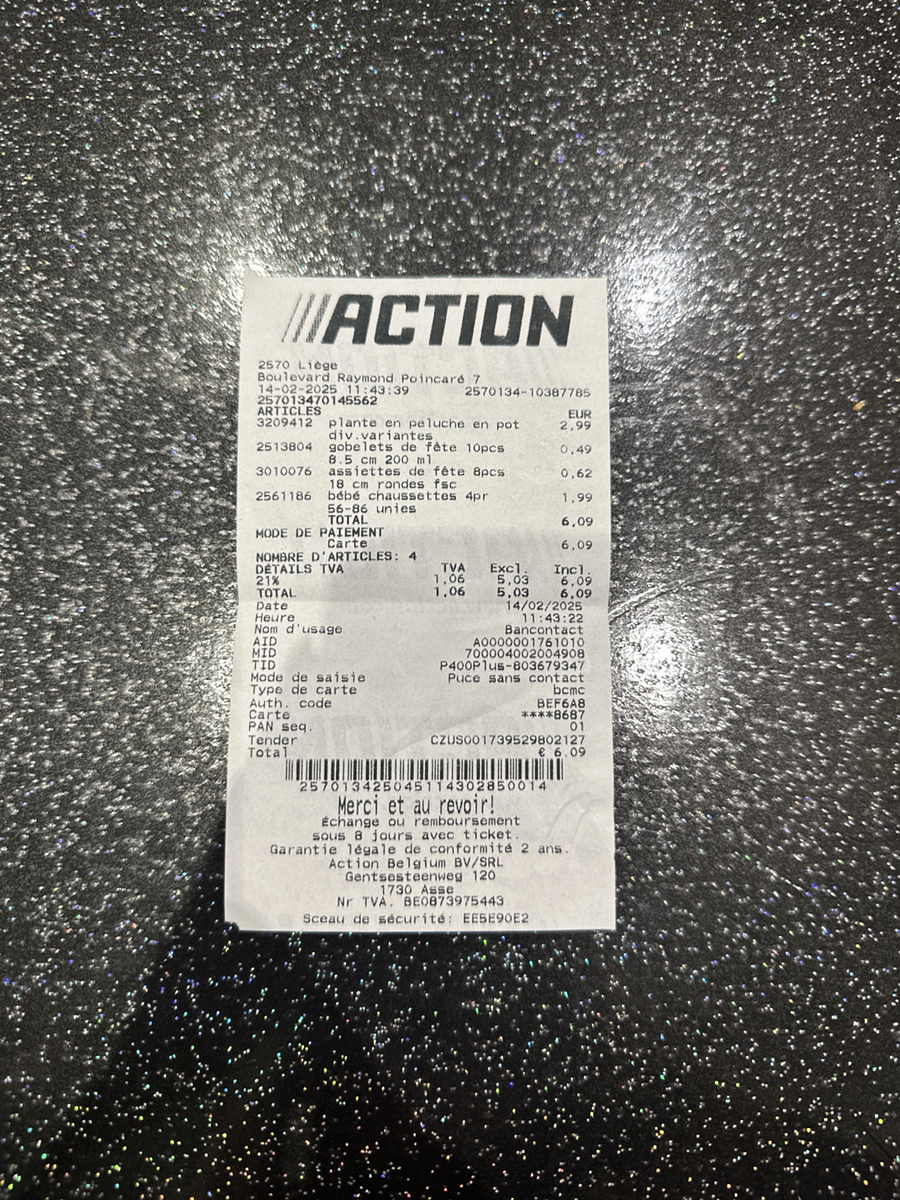 ACTION
2570 Liège
Boulevard Raymond Poincaré 7
14-02-2025 11:43:39 2570134-10387785
257013470145562
ARTICLES EUR
3209412 plante en peluche en pot 2,99
div.variantes
2513804 gobelets de fête 10pcs 0,49
8.5 cm 200 ml
3010076 assiettes de fête 8pcs 0,62
18 cm rondes fsc
2561186 bébé chaussettes 4pr 1,99
56-86 unies
TOTAL 6,09
MODE DE PAIEMENT
Carte 6,09
NOMBRE D'ARTICLES: 4
DÉTAILS TVA TVA Excl. Incl.
21% 1,06 5,03 6,09
TOTAL 1,06 5,03 6,09
Date 14/02/2025
Heure 11:43:22
Nom d'usage Bancontact
AID A0000001761010
MID 700004002004908
TID P400Plus-803679347
Mode de saisie Puce sans contact
Type de carte bcmc
Auth. code BEF6A8
Carte ****8687
PAN seq. 01
Tender CZUS001739529802127
Total € 6.09
2570134250451143028500​14
Merci et au revoir!
Échange ou remboursement
sous 8 jours avec ticket.
Garantie légale de conformité 2 ans.
Action Belgium BV/SRL
Gentsesteenweg 120
1730 Asse
Nr TVA. BE0873975443
Sceau de sécurité: EE5E90E2